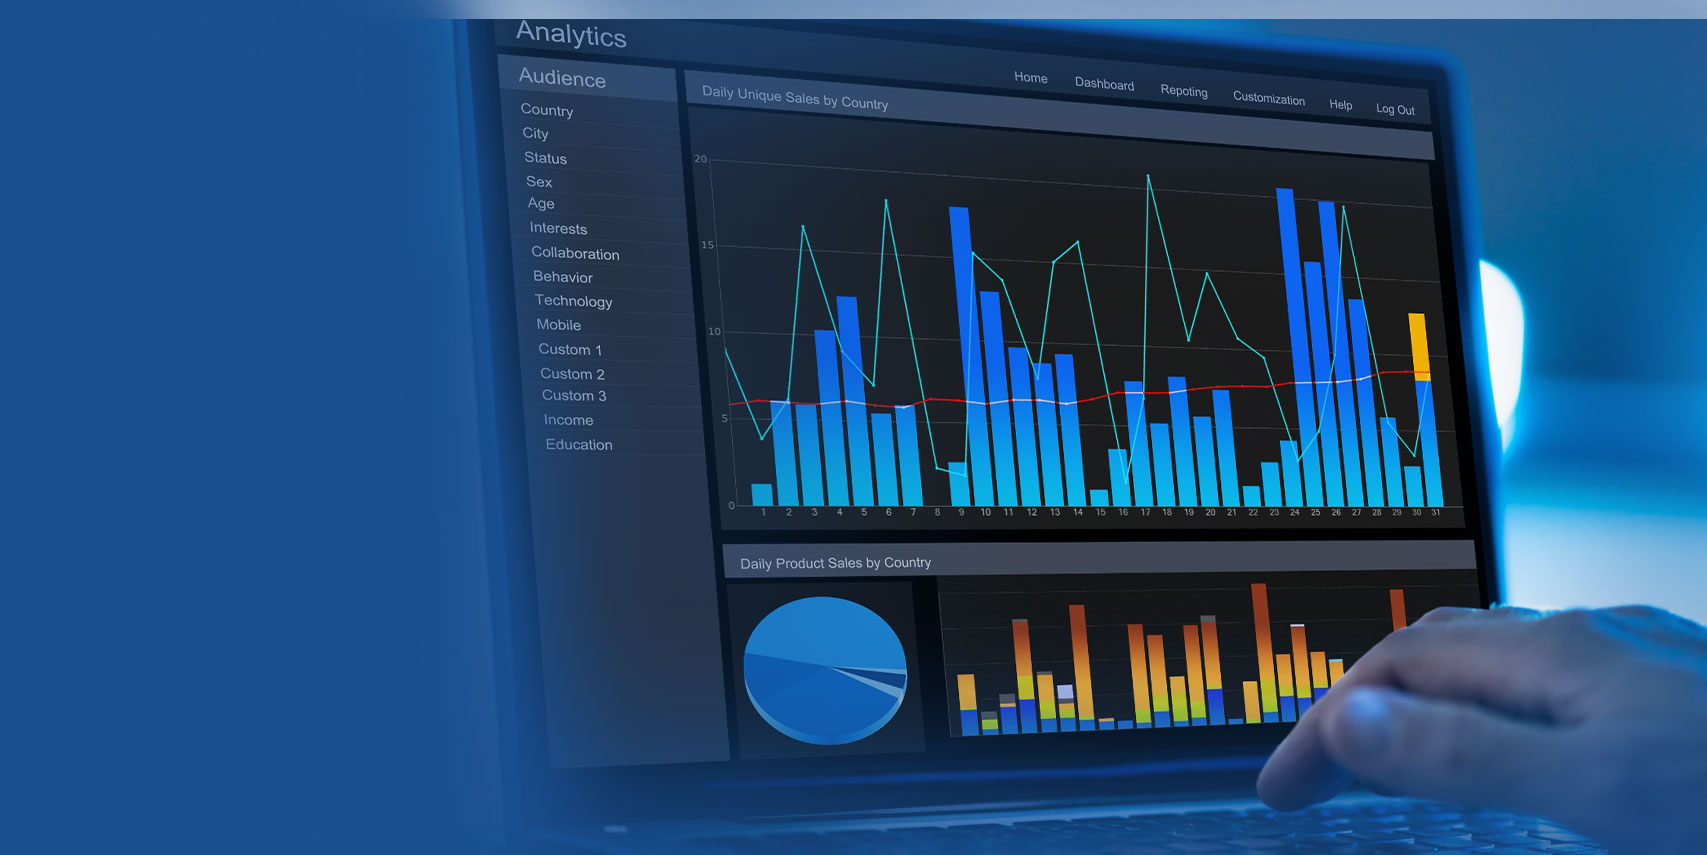 Analytics
Home Dashboard Repoting Customization Help Log Out
Audience
Country
City
Status
Sex
Age
Interests
Collaboration
Behavior
Technology
Mobile
Custom 1
Custom 2
Custom 3
Income
Education
Daily Unique Sales by Country
20
15
10
5
0
1 2 3 4 5 6 7 8 9 10 11 12 13 14 15 16 17 18 19 20 21 22 23 24 25 26 27 28 29 30 31
Daily Product Sales by Country